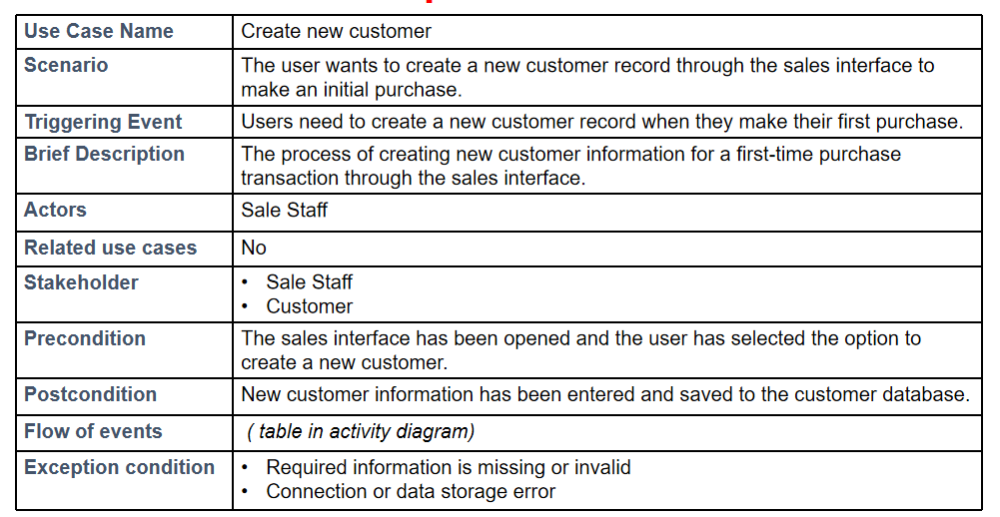 Use Case Name Create new customer
Scenario The user wants to create a new customer record through the sales interface to
make an initial purchase.
Triggering Event Users need to create a new customer record when they make their first purchase.
Brief Description The process of creating new customer information for a first-time purchase
transaction through the sales interface.
Actors Sale Staff
Related use cases No
Stakeholder • Sale Staff
• Customer
Precondition The sales interface has been opened and the user has selected the option to
create a new customer.
Postcondition New customer information has been entered and saved to the customer database.
Flow of events ( table in activity diagram)
Exception condition • Required information is missing or invalid
• Connection or data storage error